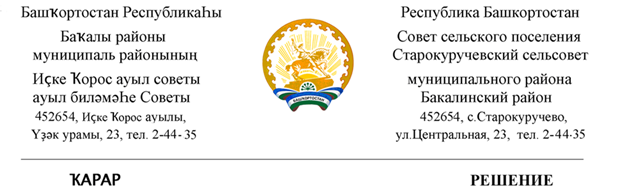 Башҡортостан Республикаһы
Баҡалы районы
муниципаль районының
Иҫке Ҡорос ауыл советы
ауыл биләмәһе Советы
452654, Иҫке Ҡорос ауылы,
Үҙәк урамы, 23, тел. 2-44- 35
БАШКОРТОСТАН
Республика Башкортостан
Совет сельского поселения
Старокуручевский сельсовет
муниципального района
Бакалинский район
452654, с.Старокуручево,
ул.Центральная, 23, тел. 2-44-35
ҠАРАР
РЕШЕНИЕ